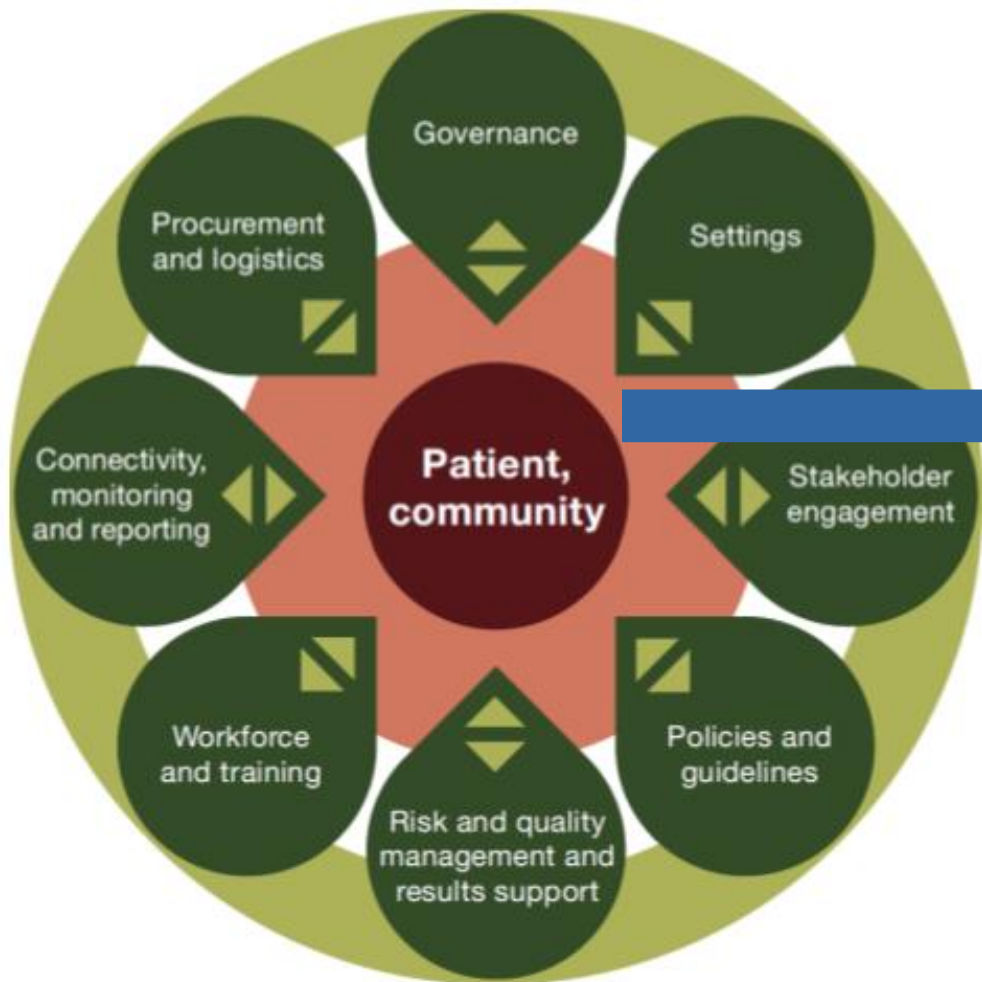 Governance
Settings
Stakeholder
engagement
Policies and
guidelines
Risk and quality
management and
results support
Workforce
and training
Connectivity,
monitoring
and reporting
Procurement
and logistics
Patient,
community